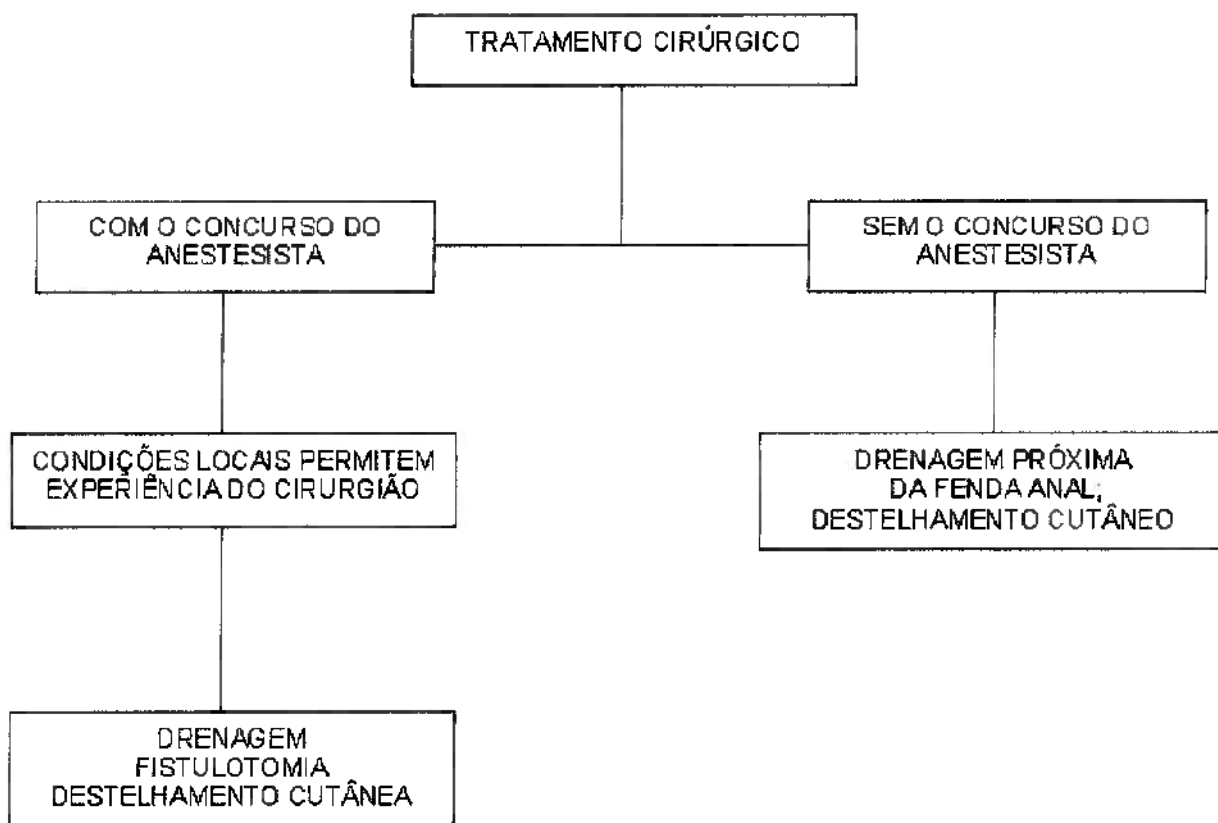 TRATAMENTO CIRÚRGICO
COM O CONCURSO DO
ANESTESISTA
SEM O CONCURSO DO
ANESTESISTA
CONDIÇÕES LOCAIS PERMITEM
EXPERIÊNCIA DO CIRURGIÃO
DRENAGEM PRÓXIMA
DA FENDA ANAL;
DESTELHAMENTO CUTÂNEO
DRENAGEM
FISTULOTOMIA
DESTELHAMENTO CUTÂNEA